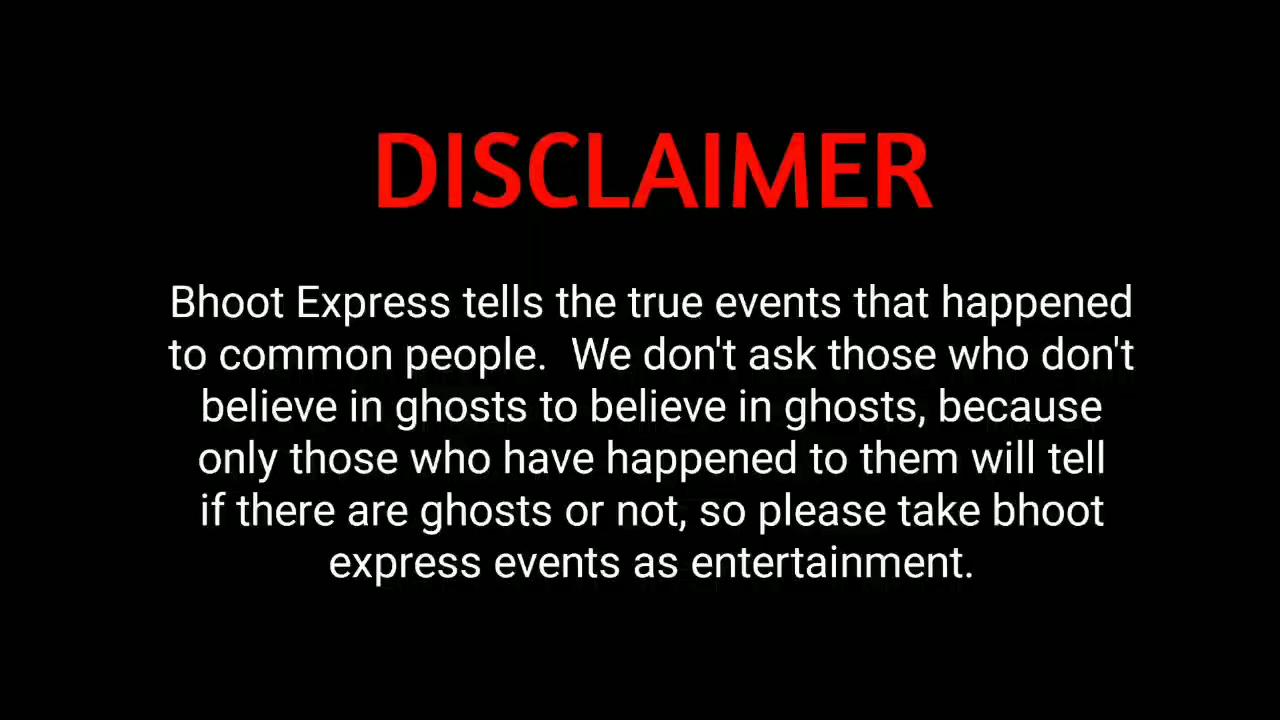 DISCLAIMER
Bhoot Express tells the true events that happened
to common people.  We don't ask those who don't
believe in ghosts to believe in ghosts, because
only those who have happened to them will tell
if there are ghosts or not, so please take bhoot
express events as entertainment.